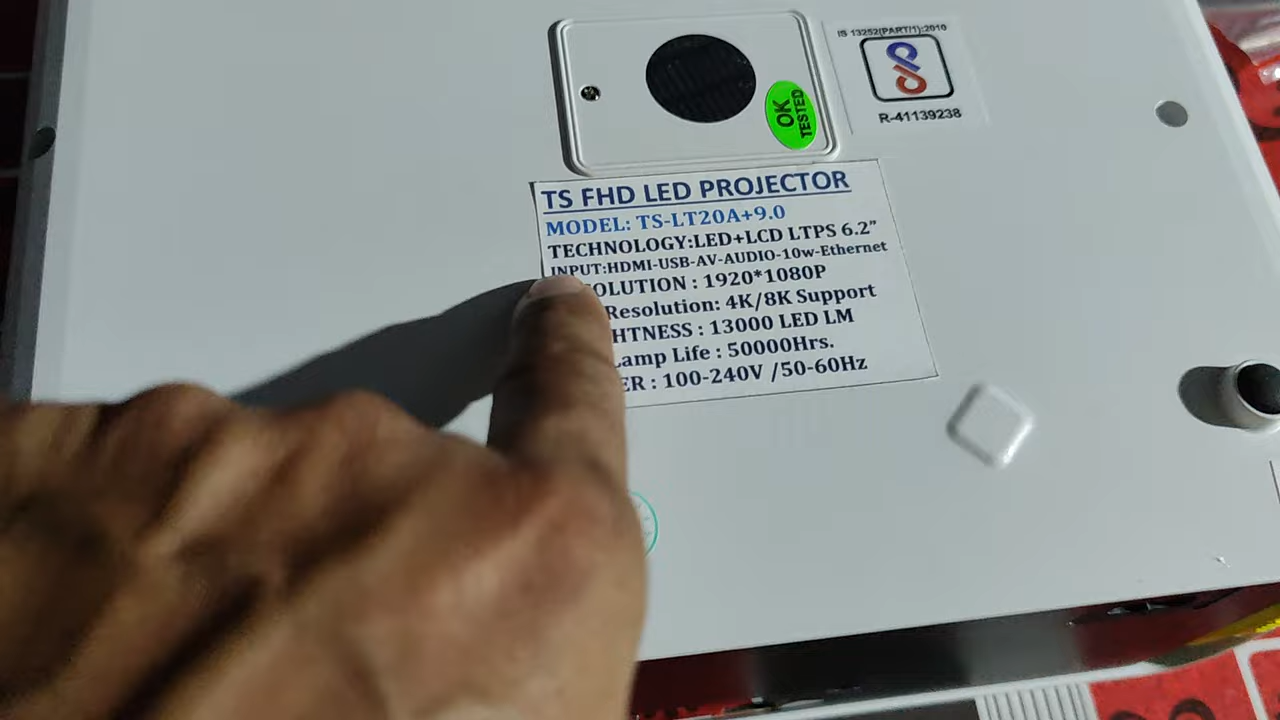 IS 13252(PART/1):2010
R-41139238
OK
TESTED
TS FHD LED PROJECTOR
MODEL: TS-LT20A+9.0
TECHNOLOGY:LED+LCD LTPS 6.2”
INPUT:HDMI-USB-AV-AUDIO-10w-Ethernet
OLUTION : 1920*1080P
Resolution: 4K/8K Support
HTNESS : 13000 LED LM
Lamp Life : 50000Hrs.
ER : 100-240V /50-60Hz